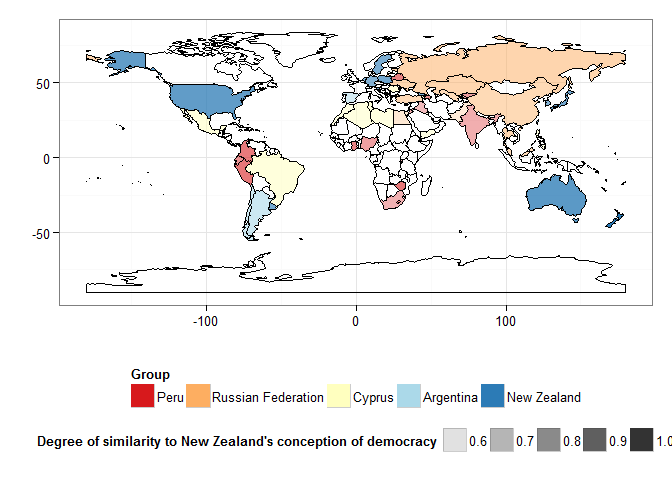 50
0
-50
-100 0 100
Group
Peru Russian Federation Cyprus Argentina New Zealand
Degree of similarity to New Zealand's conception of democracy 0.6 0.7 0.8 0.9 1.0